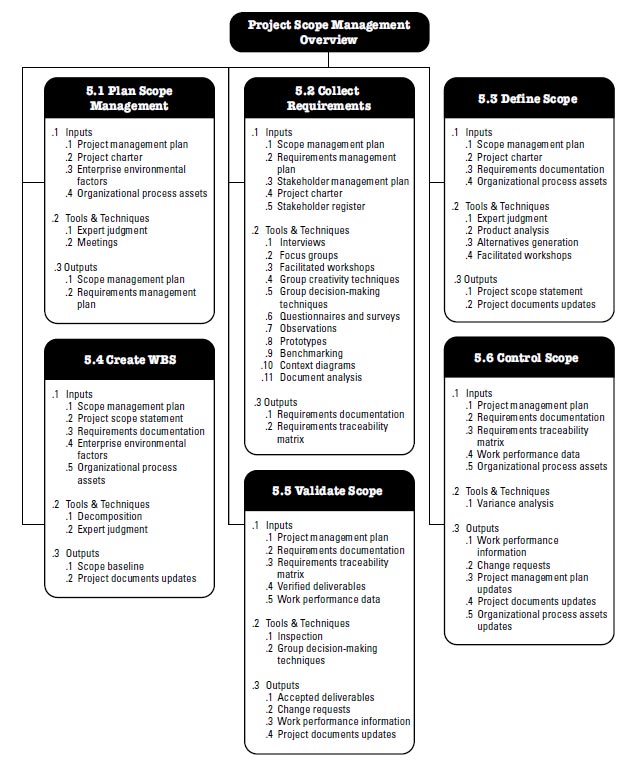 Project Scope Management
Overview
5.1 Plan Scope
Management
.1 Inputs
.1 Project management plan
.2 Project charter
.3 Enterprise environmental
factors
.4 Organizational process assets
.2 Tools & Techniques
.1 Expert judgment
.2 Meetings
.3 Outputs
.1 Scope management plan
.2 Requirements management
plan
5.2 Collect
Requirements
.1 Inputs
.1 Scope management plan
.2 Requirements management
plan
.3 Stakeholder management plan
.4 Project charter
.5 Stakeholder register
.2 Tools & Techniques
.1 Interviews
.2 Focus groups
.3 Facilitated workshops
.4 Group creativity techniques
.5 Group decision-making
techniques
.6 Questionnaires and surveys
.7 Observations
.8 Prototypes
.9 Benchmarking
.10 Context diagrams
.11 Document analysis
.3 Outputs
.1 Requirements documentation
.2 Requirements traceability
matrix
5.3 Define Scope
.1 Inputs
.1 Scope management plan
.2 Project charter
.3 Requirements documentation
.4 Organizational process assets
.2 Tools & Techniques
.1 Expert judgment
.2 Product analysis
.3 Alternatives generation
.4 Facilitated workshops
.3 Outputs
.1 Project scope statement
.2 Project documents updates
5.4 Create WBS
.1 Inputs
.1 Scope management plan
.2 Project scope statement
.3 Requirements documentation
.4 Enterprise environmental
factors
.5 Organizational process
assets
.2 Tools & Techniques
.1 Decomposition
.2 Expert judgment
.3 Outputs
.1 Scope baseline
.2 Project documents updates
5.5 Validate Scope
.1 Inputs
.1 Project management plan
.2 Requirements documentation
.3 Requirements traceability
matrix
.4 Verified deliverables
.5 Work performance data
.2 Tools & Techniques
.1 Inspection
.2 Group decision-making
techniques
.3 Outputs
.1 Accepted deliverables
.2 Change requests
.3 Work performance information
.4 Project documents updates
5.6 Control Scope
.1 Inputs
.1 Project management plan
.2 Requirements documentation
.3 Requirements traceability
matrix
.4 Work performance data
.5 Organizational process assets
.2 Tools & Techniques
.1 Variance analysis
.3 Outputs
.1 Work performance
information
.2 Change requests
.3 Project management plan
updates
.4 Project documents updates
.5 Organizational process assets
updates